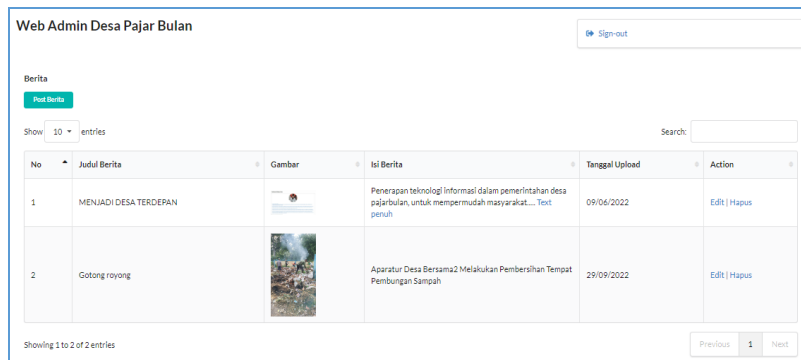 Web Admin Desa Pajar Bulan
Sign-out
Berita
Post Berita
Show 10 entries
Search:
No Judul Berita Gambar Isi Berita Tanggal Upload Action
1 MENJADI DESA TERDEPAN Penerapan teknologi informasi dalam pemerintahan desa
pajarbulan, untuk mempermudah masyarakat.... Text
penuh 09/06/2022 Edit | Hapus
2 Gotong royong Aparatur Desa Bersama2 Melakukan Pembersihan Tempat
Pembungan Sampah 29/09/2022 Edit | Hapus
Showing 1 to 2 of 2 entries
Previous 1 Next